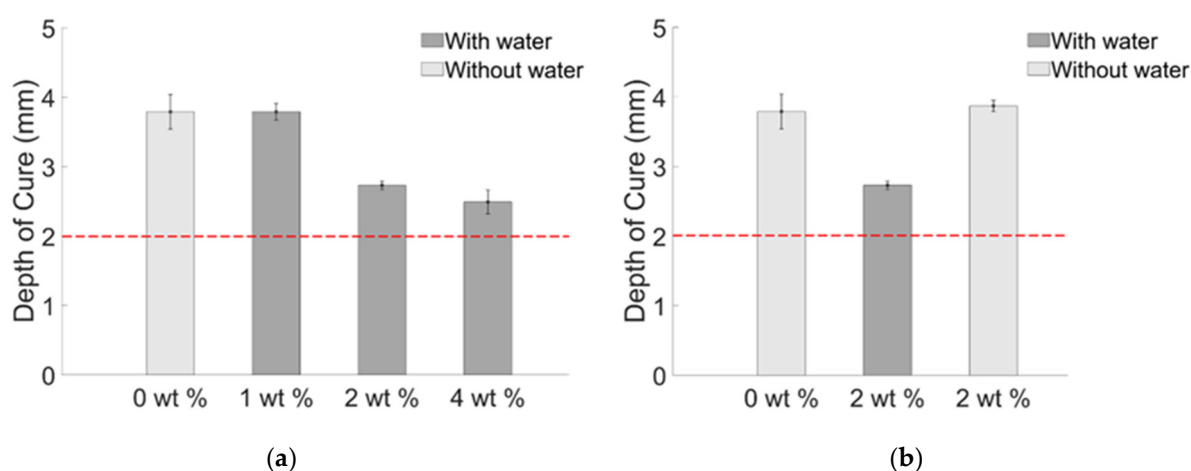 Depth of Cure (mm)
5
4
3
2
1
0
With water
Without water
0 wt %
1 wt %
2 wt %
4 wt %
(a)
Depth of Cure (mm)
5
4
3
2
1
0
With water
Without water
0 wt %
2 wt %
2 wt %
(b)